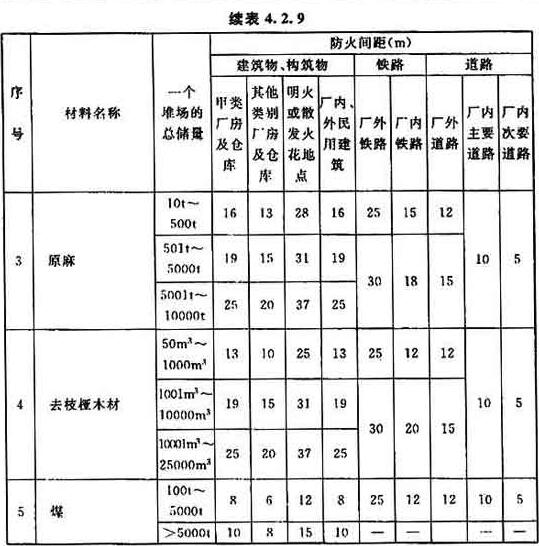 续表 4.2.9
序号 材料名称 一个堆场的总储量 防火间距(m)
建筑物、构筑物 铁路 道路
甲类厂房及仓库 其他类别厂房及仓库 明火或散发火花地点 厂内、外民用建筑 厂外铁路 厂内铁路 厂外道路 厂内主要道路 厂内次要道路
3 原麻 10t~500t 16 13 28 16 25 15 12 10 5
501t~5000t 19 15 31 19 30 18 15
5001t~10000t 25 20 37 25
4 去枝桠木材 50m³~1000m³ 13 10 25 13 25 12 12 10 5
1001m³~10000m³ 19 15 31 19 30 20 15
10001m³~25000m³ 25 20 37 25
5 煤 100t~5000t 8 6 12 8 25 12 12 10 5
>5000t 10 8 15 10 — — — — —